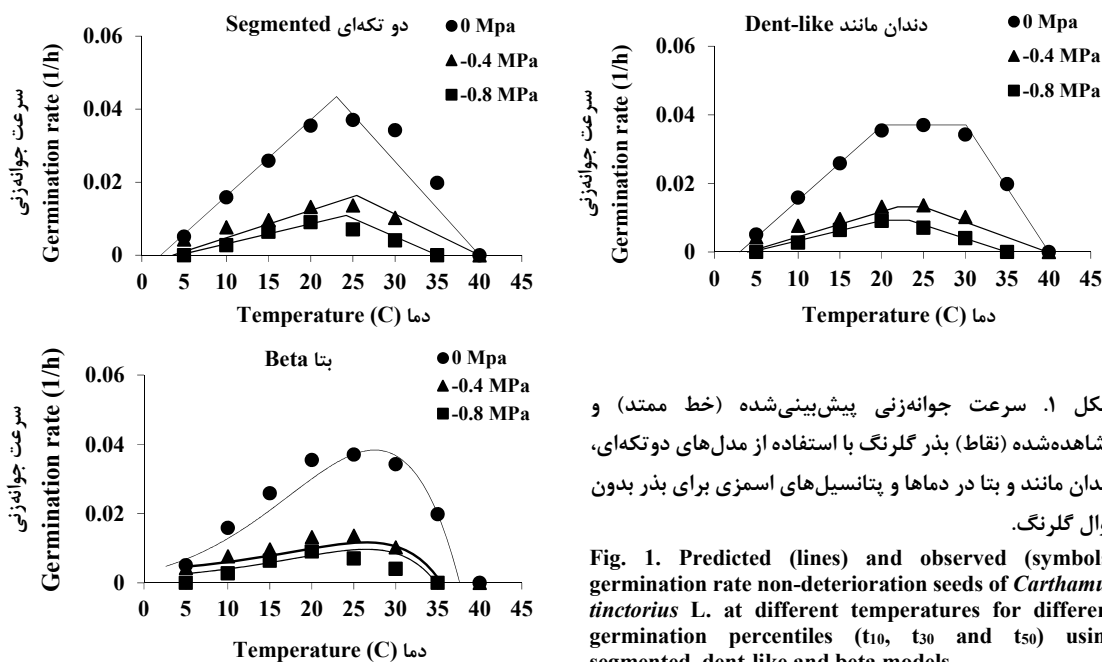 دو تکه‌ای Segmented
0 Mpa
-0.4 MPa
-0.8 MPa
سرعت جوانه‌زنی
Germination rate (1/h)
0.06
0.04
0.02
0
0 5 10 15 20 25 30 35 40 45
Temperature (C) دما
دندان مانند Dent-like
0 Mpa
-0.4 MPa
-0.8 MPa
سرعت جوانه‌زنی
Germination rate (1/h)
0.06
0.04
0.02
0
0 5 10 15 20 25 30 35 40 45
Temperature (C) دما
بتا Beta
0 Mpa
-0.4 MPa
-0.8 MPa
سرعت جوانه‌زنی
Germination rate (1/h)
0.06
0.04
0.02
0
0 5 10 15 20 25 30 35 40 45
Temperature (C) دما
کل ۱. سرعت جوانه‌زنی پیش‌بینی‌شده (خط ممتد) و
شاهده‌شده (نقاط) بذر گلرنگ با استفاده از مدل‌های دوتکه‌ای،
ندان مانند و بتا در دماها و پتانسیل‌های اسمزی برای بذر بدون
وال گلرنگ.
Fig. 1. Predicted (lines) and observed (symbol
germination rate non-deterioration seeds of Carthamu
tinctorius L. at different temperatures for differen
germination percentiles (t10, t30 and t50) usin
segmented, dent-like and beta models